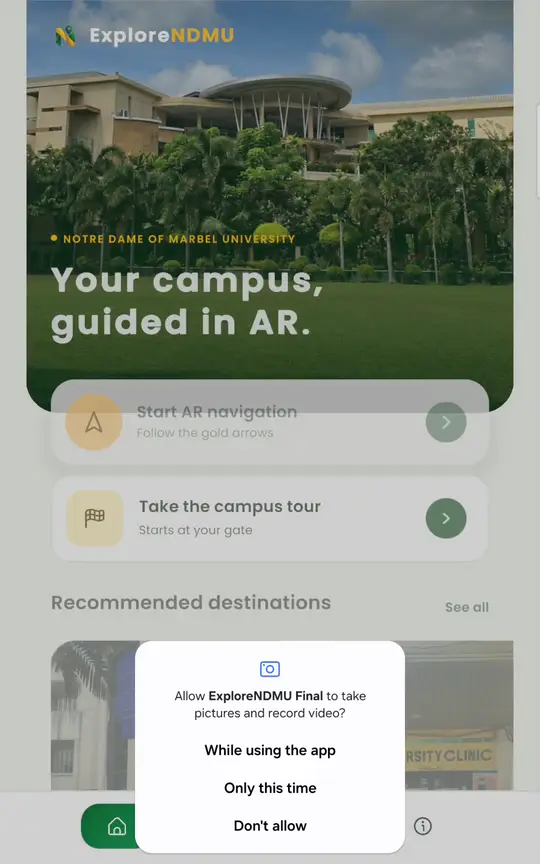 ExploreNDMU
NOTRE DAME OF MARBEL UNIVERSITY
Your campus,
guided in AR.
Start AR navigation
Follow the gold arrows
Take the campus tour
Starts at your gate
Recommended destinations
See all
RSITY CLINIC
Allow ExploreNDMU Final to take
pictures and record video?
While using the app
Only this time
Don't allow